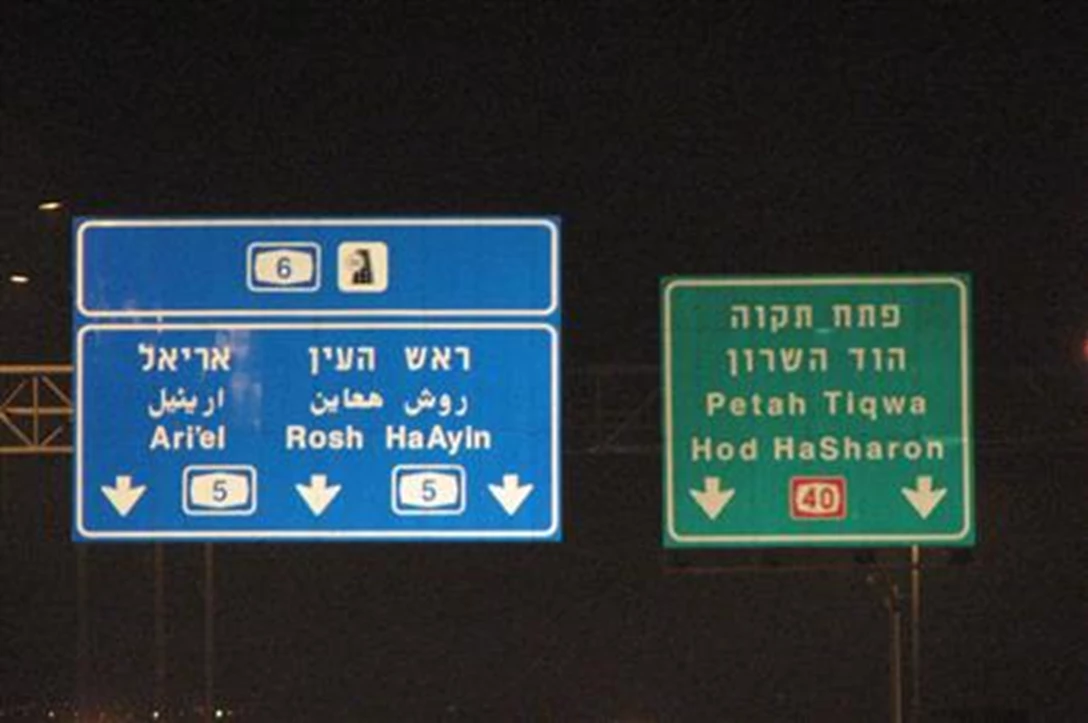 6
ראש העין אריאל
روش هعاين ارينيل
Ari'el Rosh HaAyin
5 5
פתח תקוה
הוד השרון
Petah Tiqwa
Hod HaSharon
40